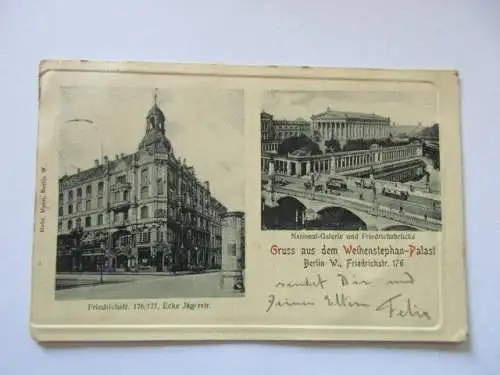 National-Galerie und Friedrichsbrücke
Gruss aus dem Weihenstephan-Palast
Berlin W., Friedrichstr. 176
sendet Dir und
Deinen Eltern Felix
Friedrichstr. 176/177, Ecke Jägerstr.
Berlin W.